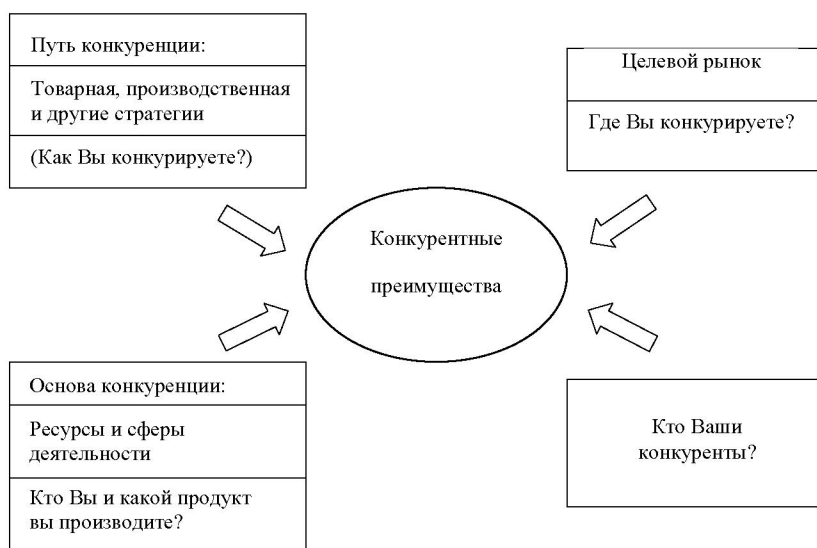 Путь конкуренции:
Товарная, производственная
и другие стратегии
(Как Вы конкурируете?)
Целевой рынок
Где Вы конкурируете?
Конкурентные
преимущества
Основа конкуренции:
Ресурсы и сферы
деятельности
Кто Вы и какой продукт
вы производите?
Кто Ваши
конкуренты?